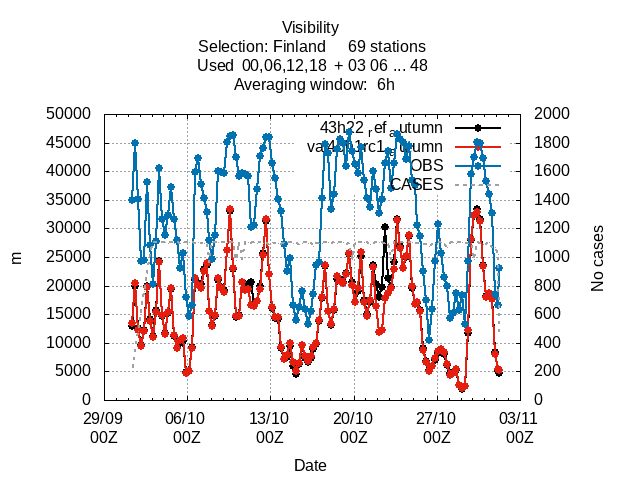 Visibility
Selection: Finland 69 stations
Used 00,06,12,18 + 03 06 ... 48
Averaging window: 6h
50000
45000
40000
35000
30000
25000
20000
15000
10000
5000
0
m
2000
1800
1600
1400
1200
1000
800
600
400
200
0
No cases
43h22_ref_autumn
OBS
CASES
29/09 06/10 13/10 20/10 27/10 03/11
00Z 00Z 00Z 00Z 00Z 00Z
Date